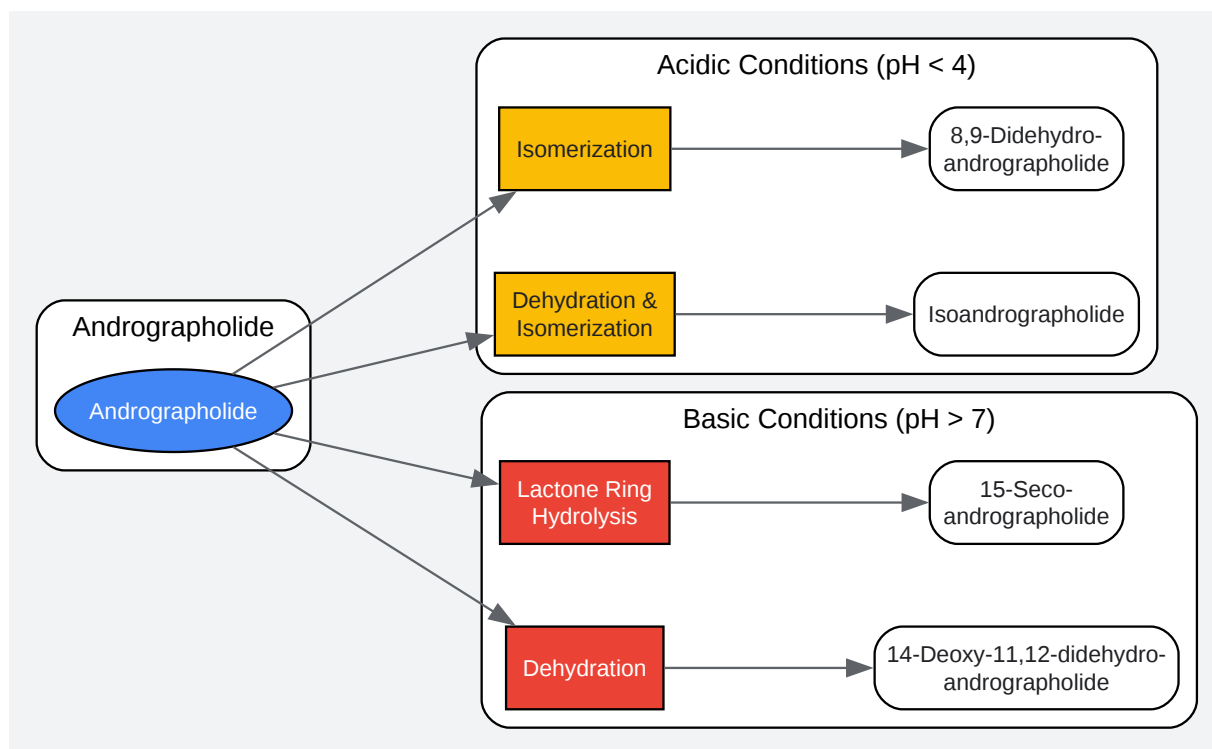 Andrographolide
Andrographolide
Acidic Conditions (pH < 4)
Isomerization
8,9-Didehydro-
andrographolide
Dehydration &
Isomerization
Isoandrographolide
Basic Conditions (pH > 7)
Lactone Ring
Hydrolysis
15-Seco-
andrographolide
Dehydration
14-Deoxy-11,12-didehydro-
andrographolide